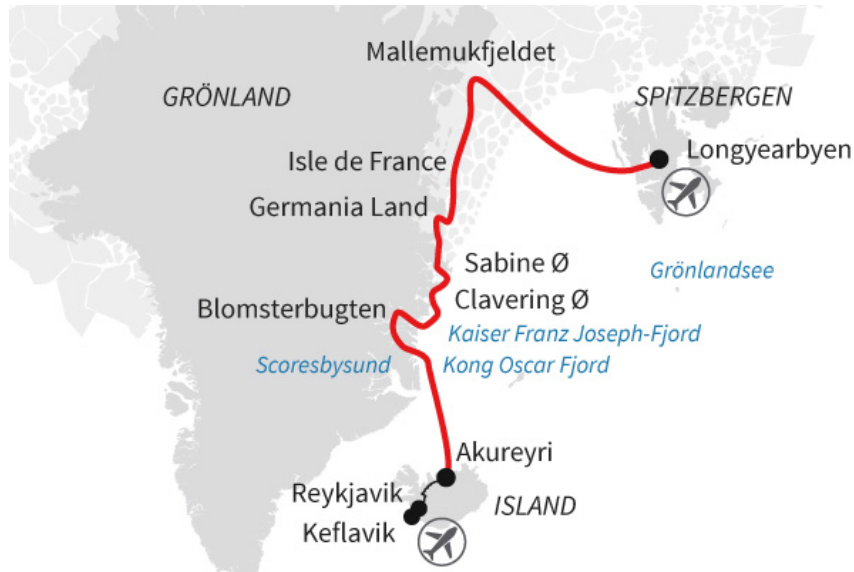 Mallemukfjeldet
GRÖNLAND
SPITZBERGEN
Longyearbyen
Isle de France
Germania Land
Sabine Ø
Grönlandsee
Clavering Ø
Blomsterbugten
Kaiser Franz Joseph-Fjord
Scoresbysund
Kong Oscar Fjord
Akureyri
Reykjavik
ISLAND
Keflavik